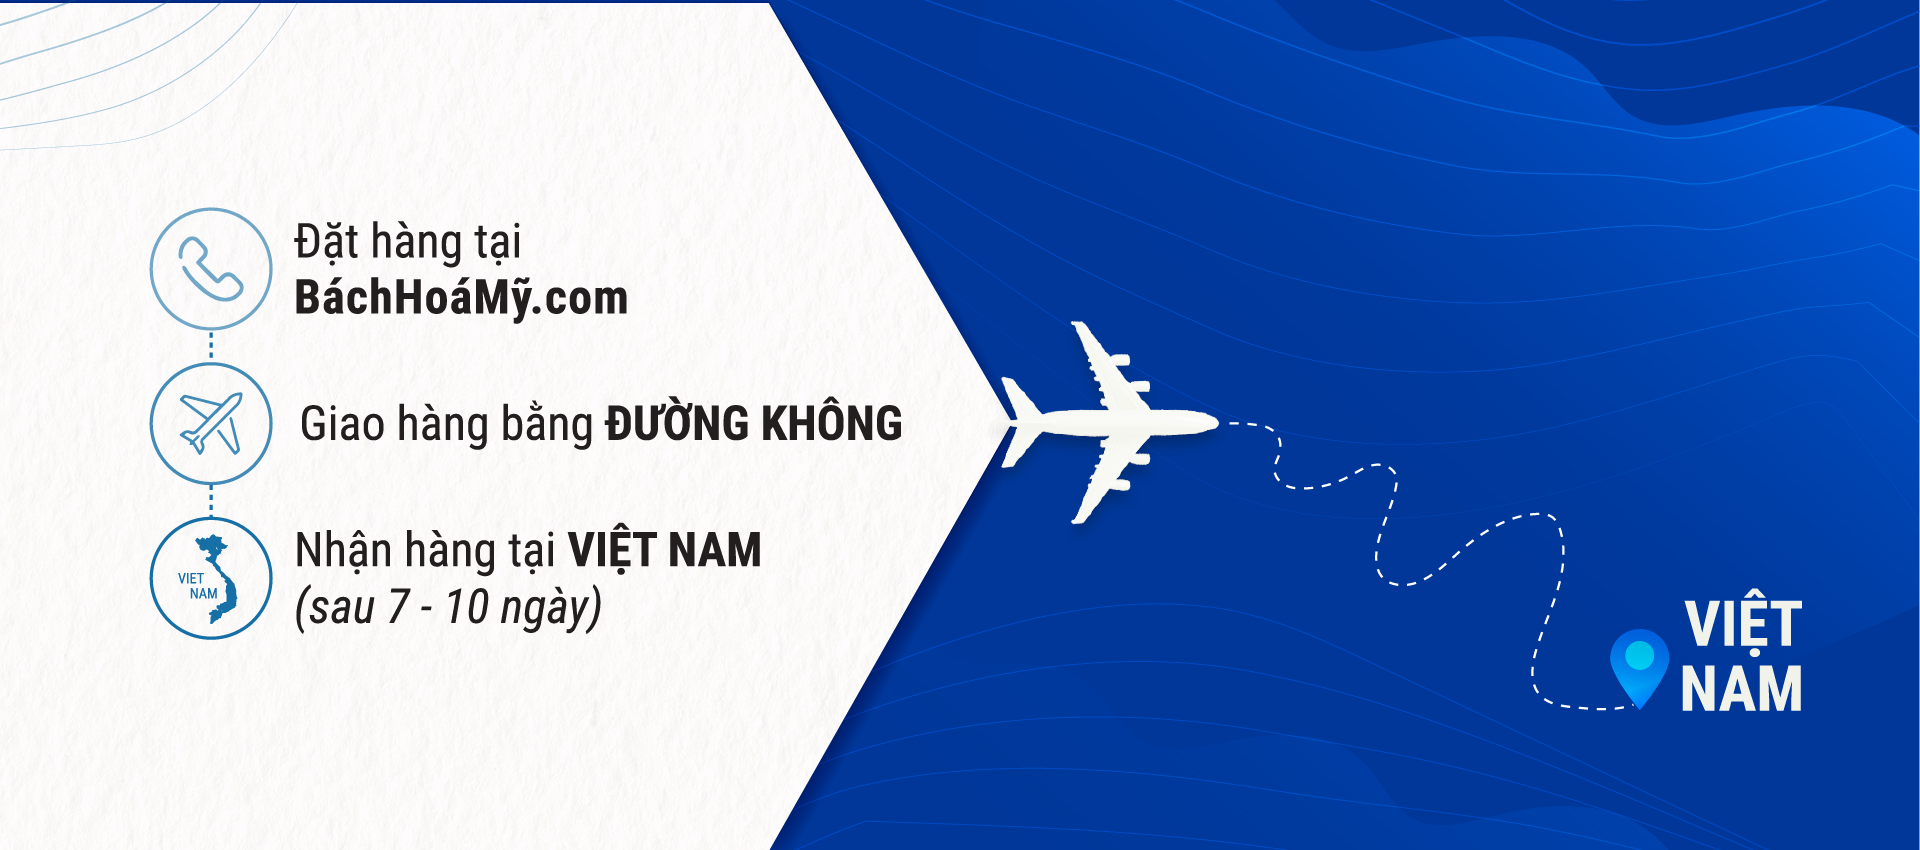 Đặt hàng tại
BáchHoáMỹ.com
Giao hàng bằng ĐƯỜNG KHÔNG
VIET
NAM
Nhận hàng tại VIỆT NAM
(sau 7 - 10 ngày)
VIỆT
NAM